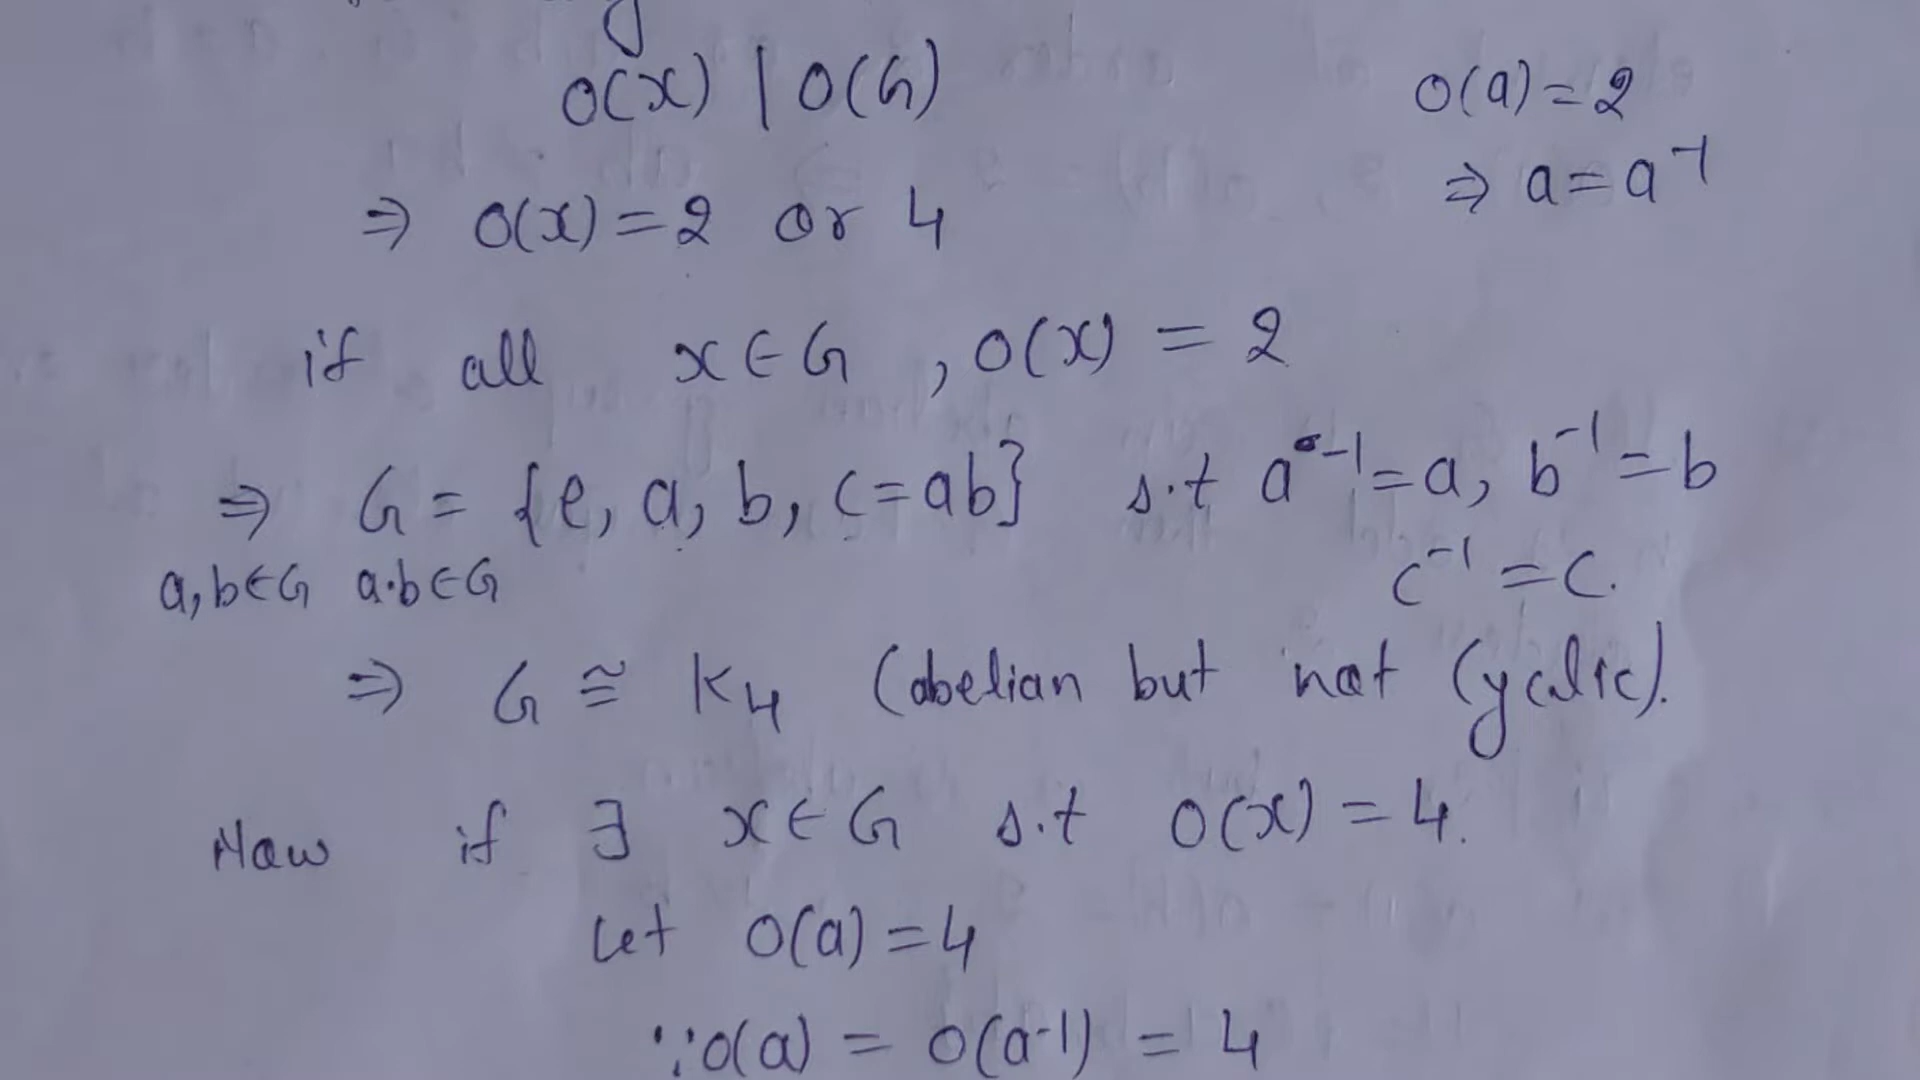 O(x) | O(G)
O(a) = 2
⇒ a = a⁻¹
⇒ O(x) = 2 or 4
if all x ∈ G , O(x) = 2
⇒ G = {e, a, b, c = ab} s.t a⁻¹ = a, b⁻¹ = b
a, b ∈ G a·b ∈ G c⁻¹ = c.
⇒ G ≅ K₄ (abelian but not cyclic).
Now if ∃ x ∈ G s.t O(x) = 4.
Let O(a) = 4
∵ O(a) = O(a-1) = 4